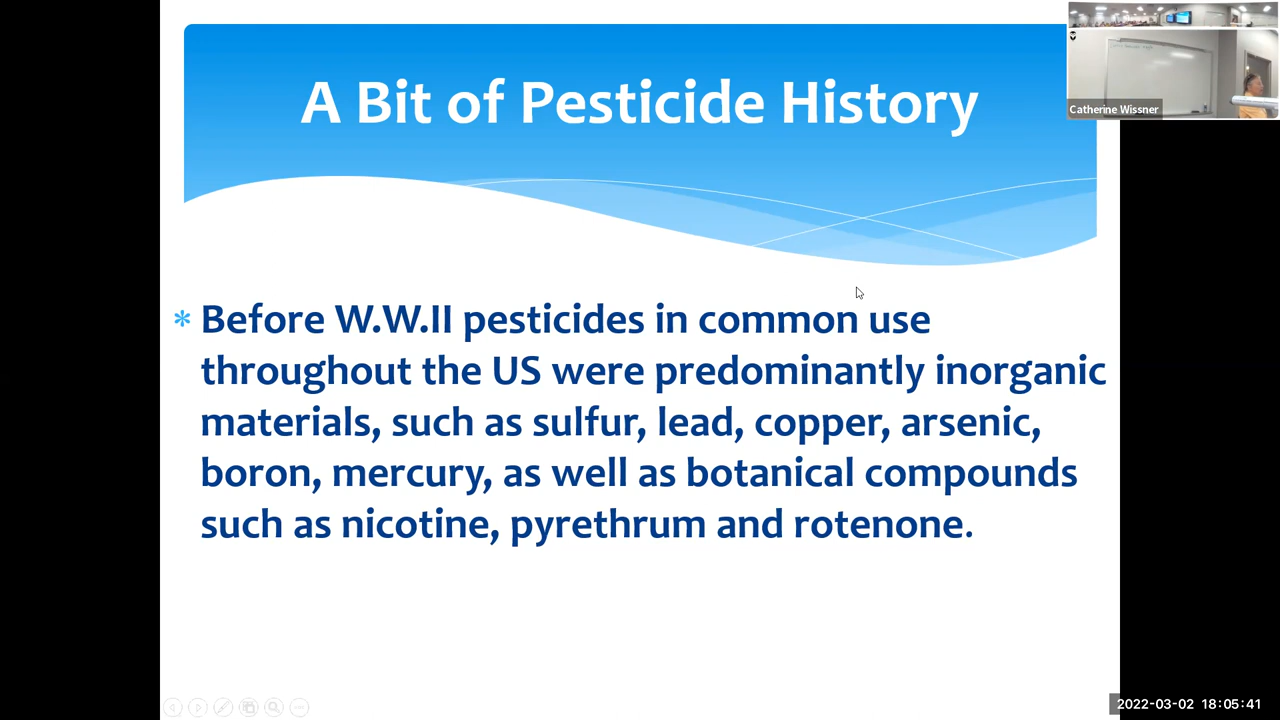 A Bit of Pesticide History
Catherine Wissner
* Before W.W.II pesticides in common use
throughout the US were predominantly inorganic
materials, such as sulfur, lead, copper, arsenic,
boron, mercury, as well as botanical compounds
such as nicotine, pyrethrum and rotenone.
2022-03-02 18:05:41